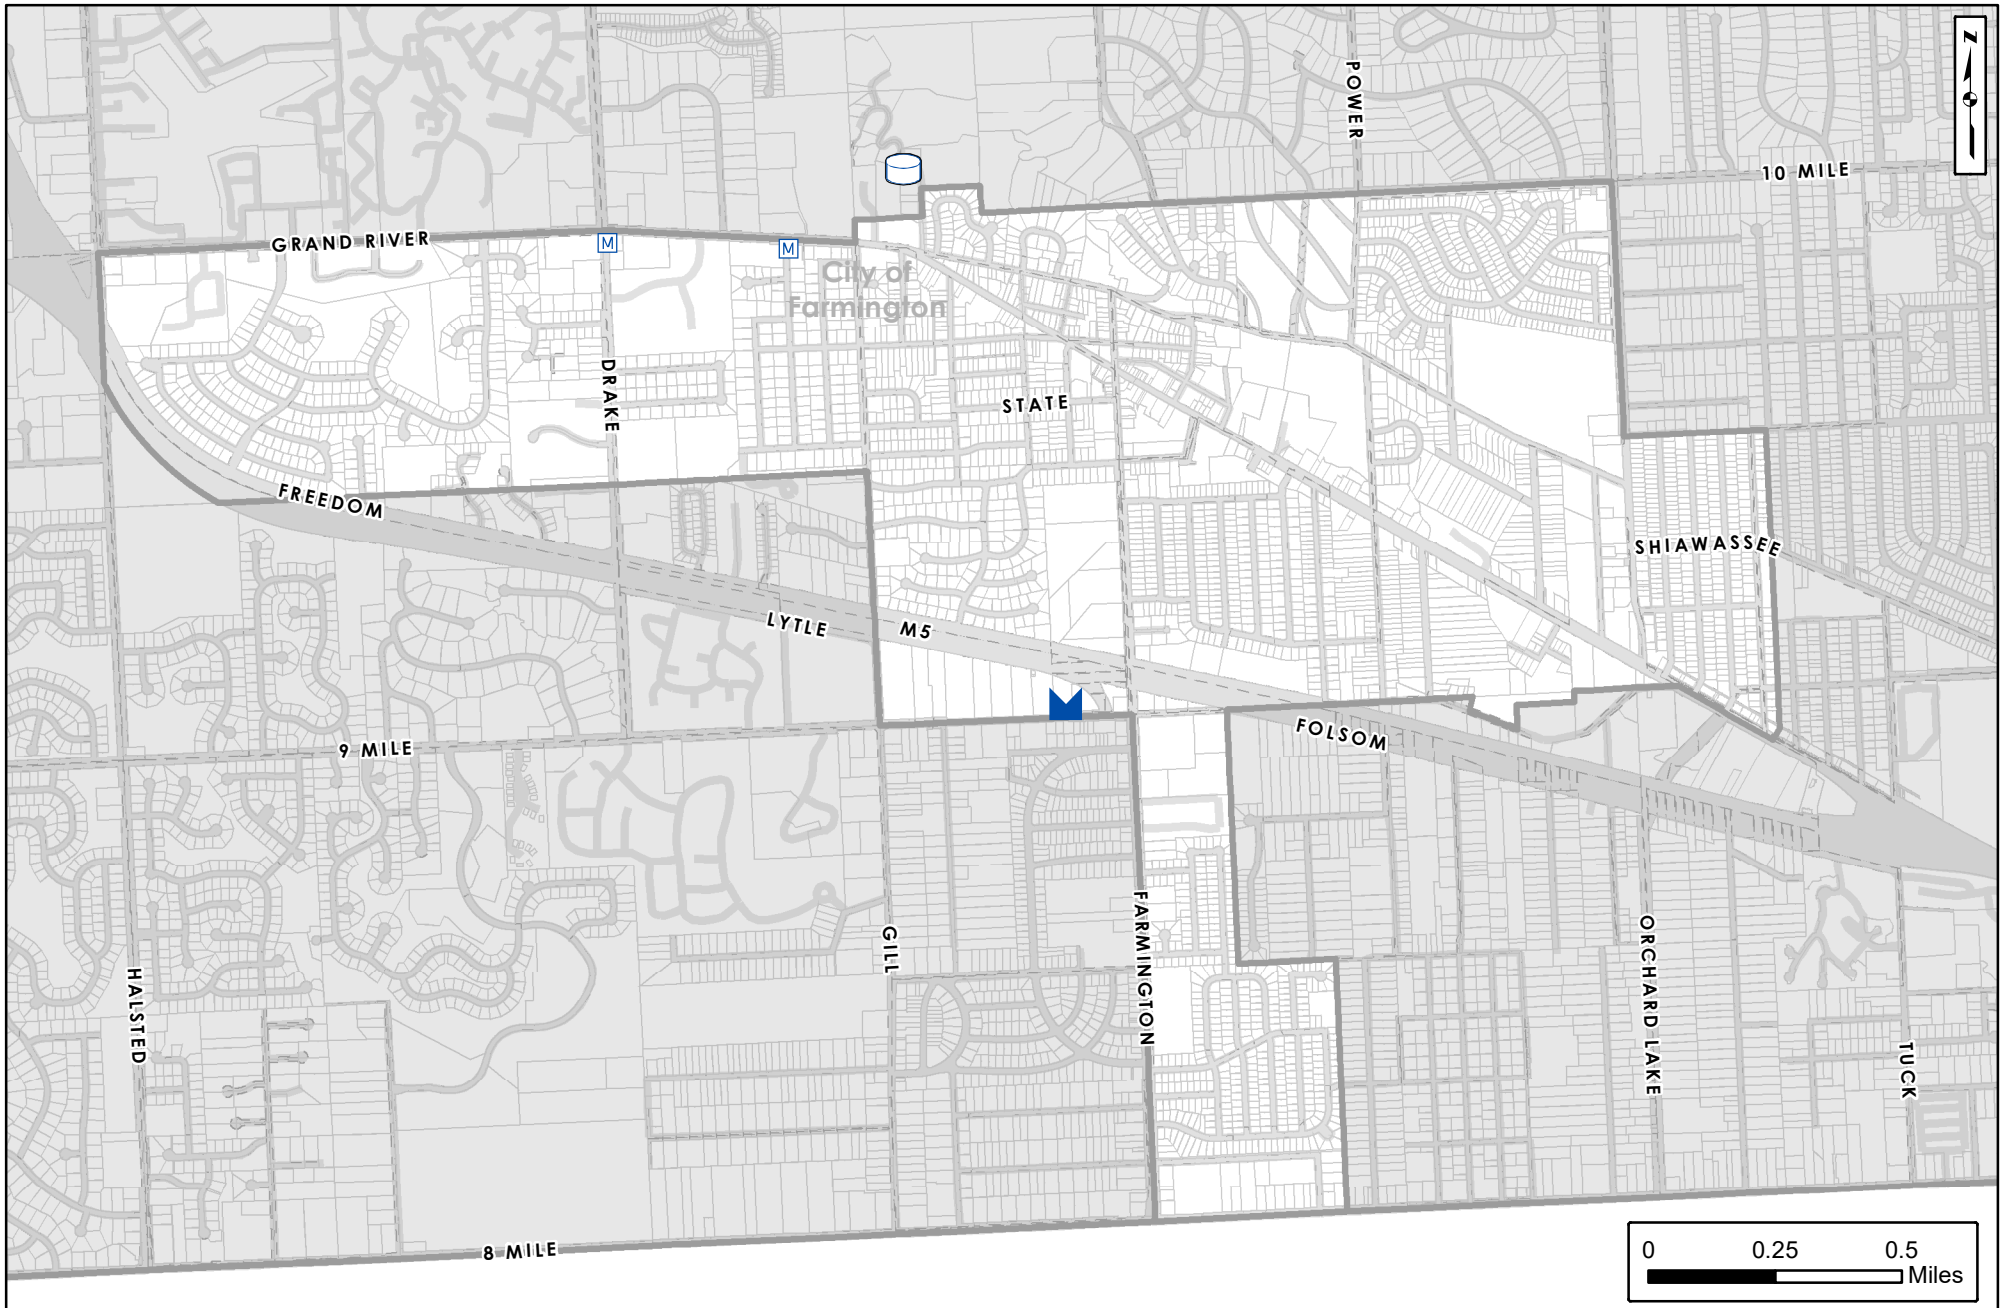 N
POWER
10 MILE
GRAND RIVER
M
M
City of
Farmington
DRAKE
STATE
FREEDOM
SHIAWASSEE
LYTLE
M5
FOLSOM
9 MILE
FARMINGTON
GILL
ORCHARD LAKE
HALSTED
TUCK
8 MILE
0 0.25 0.5
Miles